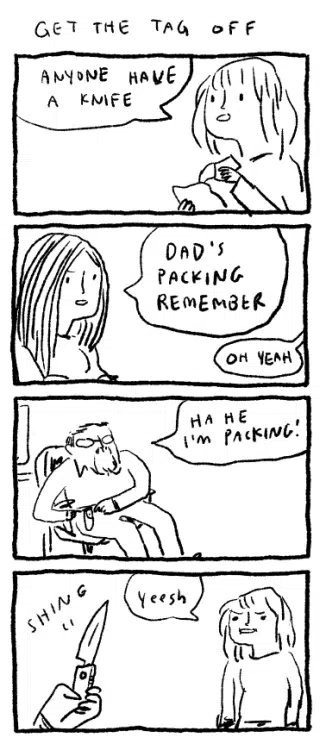 GET THE TAG OFF
ANYONE HAVE
A KNIFE
DAD'S
PACKING
REMEMBER
OH YEAH
HA HE
I'M PACKING!
SHING
Yeesh